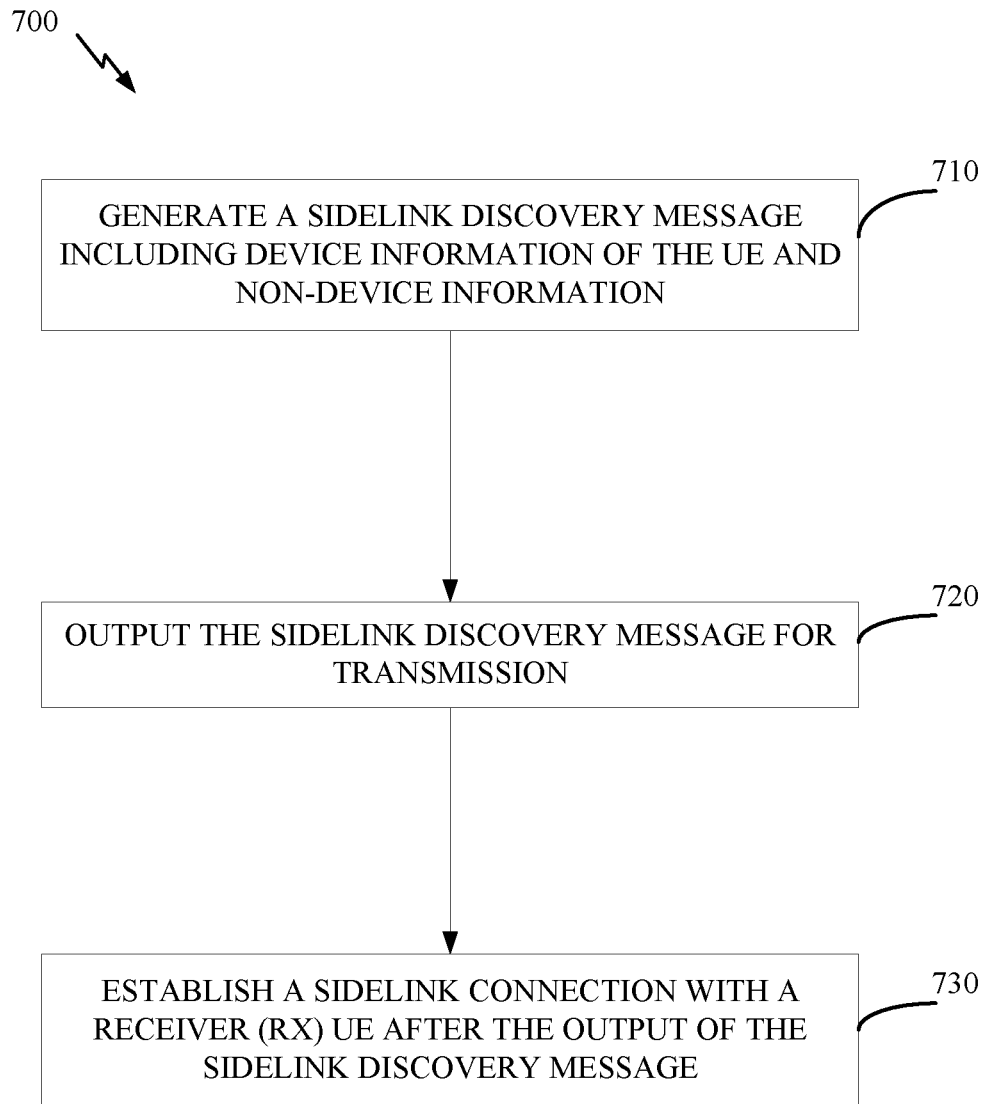 700
710
GENERATE A SIDELINK DISCOVERY MESSAGE
INCLUDING DEVICE INFORMATION OF THE UE AND
NON-DEVICE INFORMATION
720
OUTPUT THE SIDELINK DISCOVERY MESSAGE FOR
TRANSMISSION
730
ESTABLISH A SIDELINK CONNECTION WITH A
RECEIVER (RX) UE AFTER THE OUTPUT OF THE
SIDELINK DISCOVERY MESSAGE